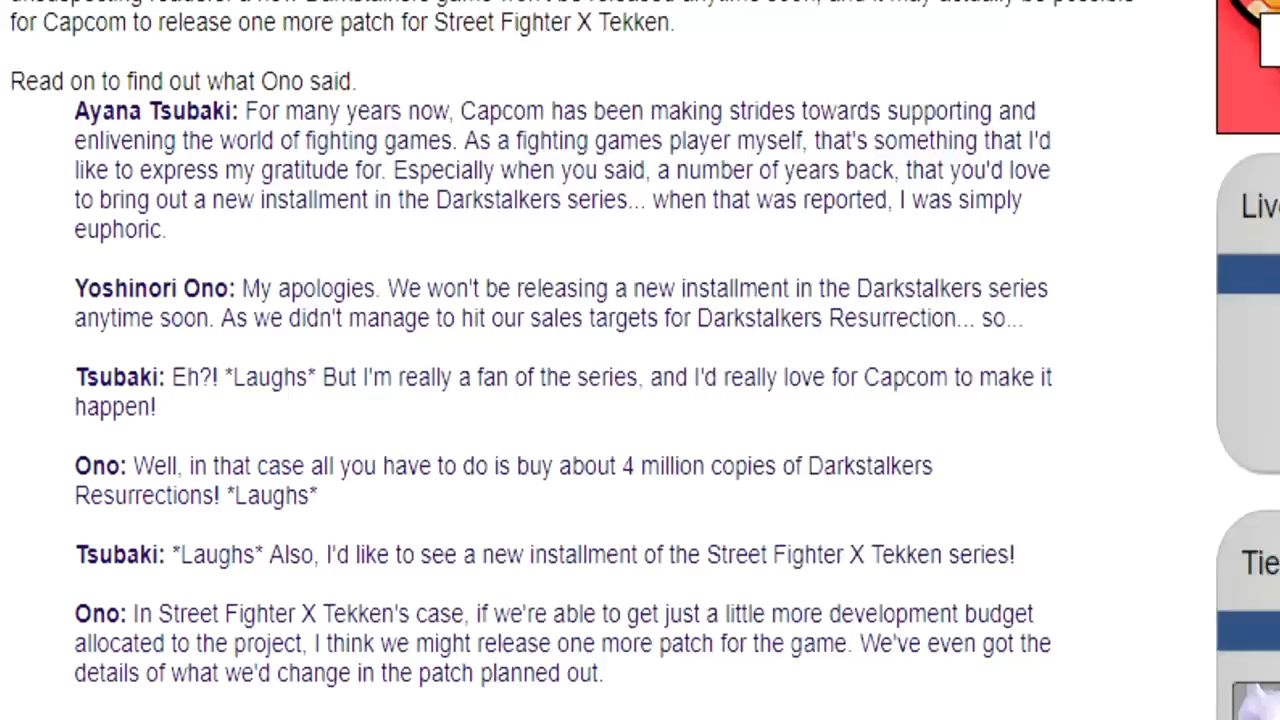 for Capcom to release one more patch for Street Fighter X Tekken.
Read on to find out what Ono said.
Ayana Tsubaki: For many years now, Capcom has been making strides towards supporting and
enlivening the world of fighting games. As a fighting games player myself, that's something that I'd
like to express my gratitude for. Especially when you said, a number of years back, that you'd love
to bring out a new installment in the Darkstalkers series... when that was reported, I was simply
euphoric.
Yoshinori Ono: My apologies. We won't be releasing a new installment in the Darkstalkers series
anytime soon. As we didn't manage to hit our sales targets for Darkstalkers Resurrection... so...
Tsubaki: Eh?! *Laughs* But I'm really a fan of the series, and I'd really love for Capcom to make it
happen!
Ono: Well, in that case all you have to do is buy about 4 million copies of Darkstalkers
Resurrections! *Laughs*
Tsubaki: *Laughs* Also, I'd like to see a new installment of the Street Fighter X Tekken series!
Ono: In Street Fighter X Tekken's case, if we're able to get just a little more development budget
allocated to the project, I think we might release one more patch for the game. We've even got the
details of what we'd change in the patch planned out.
Liv
Tie